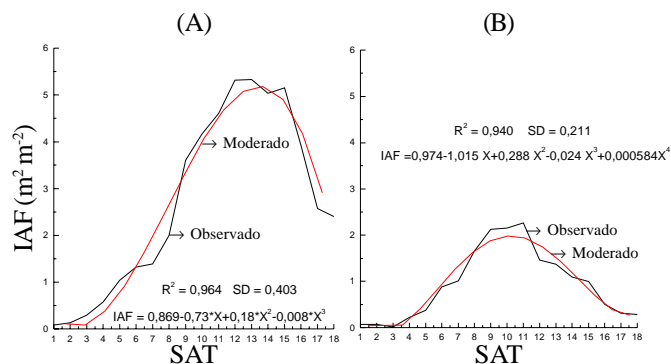 (A)
(B)
6
5
4
3
2
1
0
IAF (m² m⁻²)
Moderado
Observado
R² = 0,964 SD = 0,403
IAF = 0,869-0,73*X+0,18*X²-0,008*X³
1 2 3 4 5 6 7 8 9 10 11 12 13 14 15 16 17 18
SAT
6
5
4
3
2
1
0
R² = 0,940 SD = 0,211
IAF =0,974-1,015 X+0,288 X²-0,024 X³+0,000584X⁴
Observado
Moderado
1 2 3 4 5 6 7 8 9 10 11 12 13 14 15 16 17 18
SAT